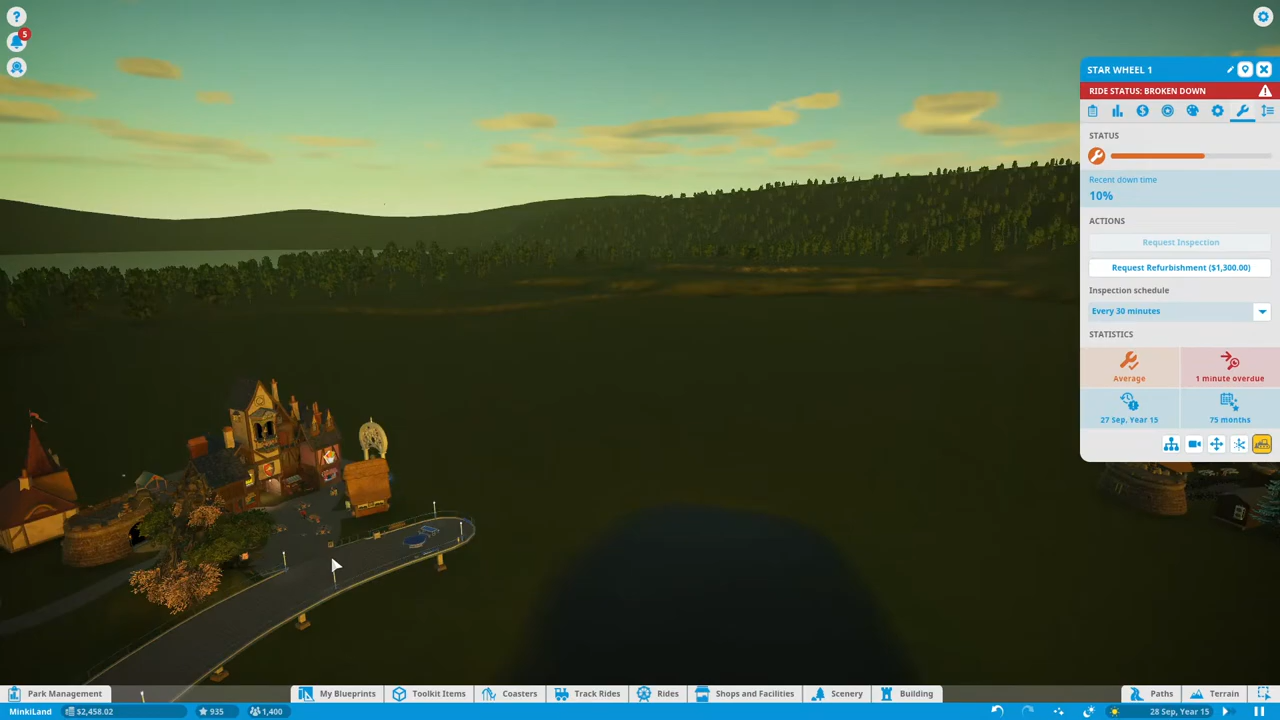 ?
5
STAR WHEEL 1
RIDE STATUS: BROKEN DOWN
STATUS
Recent down time
10%
ACTIONS
Request Inspection
Request Refurbishment ($1,300.00)
Inspection schedule
Every 30 minutes
STATISTICS
Average 1 minute overdue
27 Sep, Year 15 75 months
Park Management My Blueprints Toolkit Items Coasters Track Rides Rides Shops and Facilities Scenery Building Paths Terrain
MinkiLand $2,458.02 935 1,400 28 Sep, Year 15